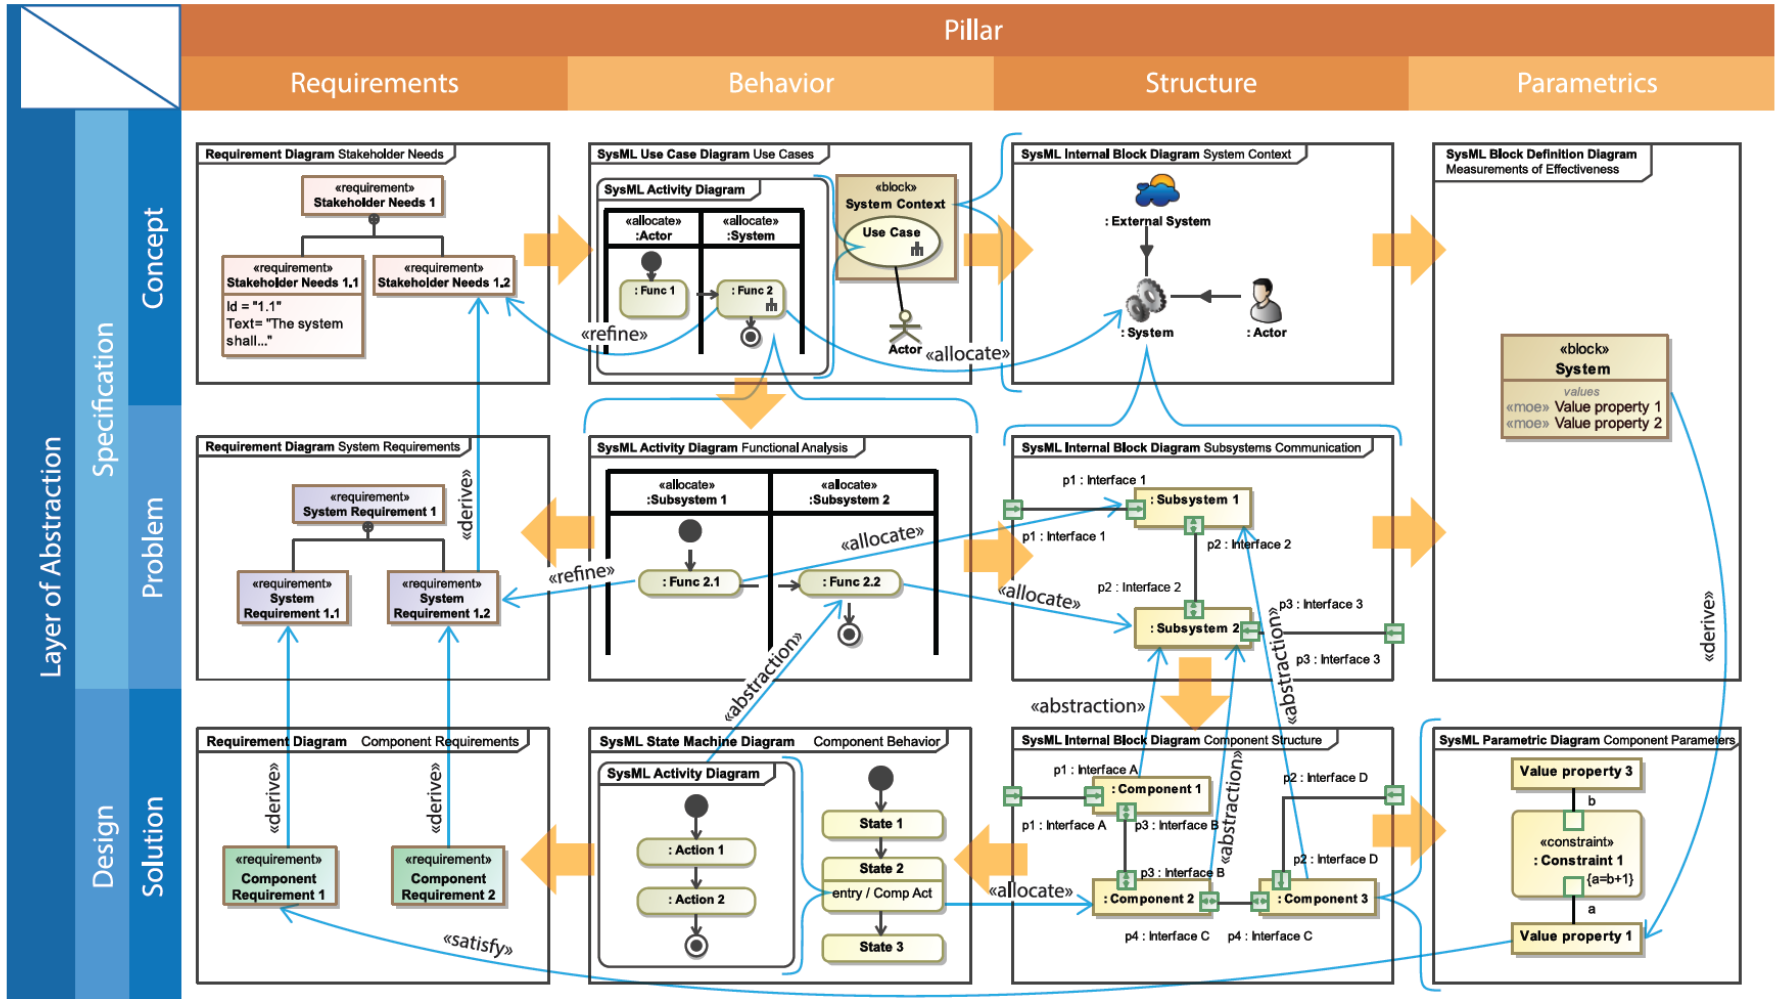 Pillar
Requirements
Behavior
Structure
Parametrics
Layer of Abstraction
Specification
Design
Concept
Problem
Solution
Requirement Diagram Stakeholder Needs
«requirement»
Stakeholder Needs 1
«requirement»
Stakeholder Needs 1.1
Id = "1.1"
Text= "The system
shall..."
«requirement»
Stakeholder Needs 1.2
SysML Use Case Diagram Use Cases
SysML Activity Diagram
«allocate»
:Actor
«allocate»
:System
: Func 1
: Func 2
«block»
System Context
Use Case
Actor
«refine»
«allocate»
SysML Internal Block Diagram System Context
: External System
: System
: Actor
SysML Block Definition Diagram
Measurements of Effectiveness
«block»
System
values
«moe» Value property 1
«moe» Value property 2
Requirement Diagram System Requirements
«requirement»
System Requirement 1
«requirement»
System
Requirement 1.1
«requirement»
System
Requirement 1.2
«derive»
«refine»
SysML Activity Diagram Functional Analysis
«allocate»
:Subsystem 1
«allocate»
:Subsystem 2
: Func 2.1
: Func 2.2
«allocate»
«allocate»
«abstraction»
SysML Internal Block Diagram Subsystems Communication
p1 : Interface 1
: Subsystem 1
p1 : Interface 1
p2 : Interface 2
p2 : Interface 2
p3 : Interface 3
: Subsystem 2
p3 : Interface 3
«abstraction»
«abstraction»
«abstraction»
«derive»
Requirement Diagram Component Requirements
«derive»
«derive»
«requirement»
Component
Requirement 1
«requirement»
Component
Requirement 2
«satisfy»
SysML State Machine Diagram Component Behavior
SysML Activity Diagram
: Action 1
: Action 2
State 1
State 2
entry / Comp Act
State 3
«allocate»
SysML Internal Block Diagram Component Structure
p1 : Interface A
: Component 1
p2 : Interface D
p1 : Interface A
p3 : Interface B
p2 : Interface D
p3 : Interface B
: Component 2
: Component 3
p4 : Interface C
p4 : Interface C
SysML Parametric Diagram Component Parameters
Value property 3
b
«constraint»
: Constraint 1
{a=b+1}
a
Value property 1